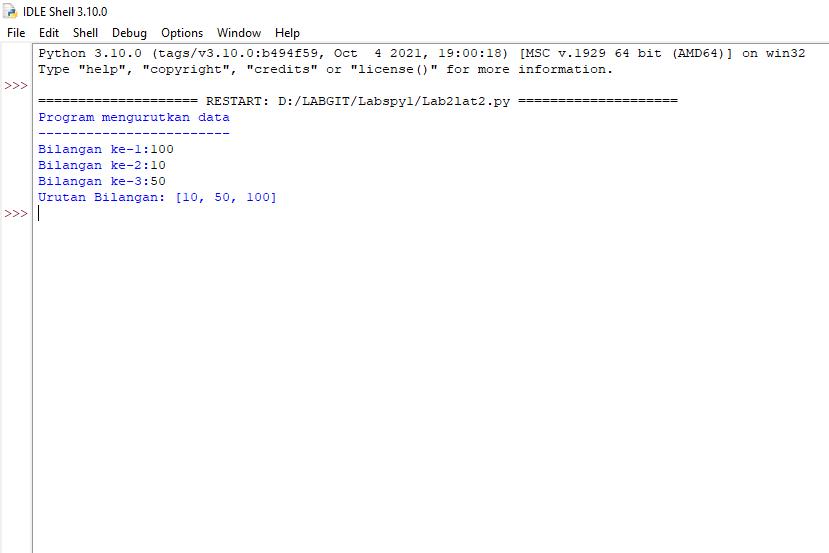 IDLE Shell 3.10.0
File Edit Shell Debug Options Window Help
Python 3.10.0 (tags/v3.10.0:b494f59, Oct  4 2021, 19:00:18) [MSC v.1929 64 bit (AMD64)] on win32
Type "help", "copyright", "credits" or "license()" for more information.
>>>
==================== RESTART: D:/LABGIT/Labspy1/Lab2lat2.py ====================
Program mengurutkan data
------------------------
Bilangan ke-1:100
Bilangan ke-2:10
Bilangan ke-3:50
Urutan Bilangan: [10, 50, 100]
>>>